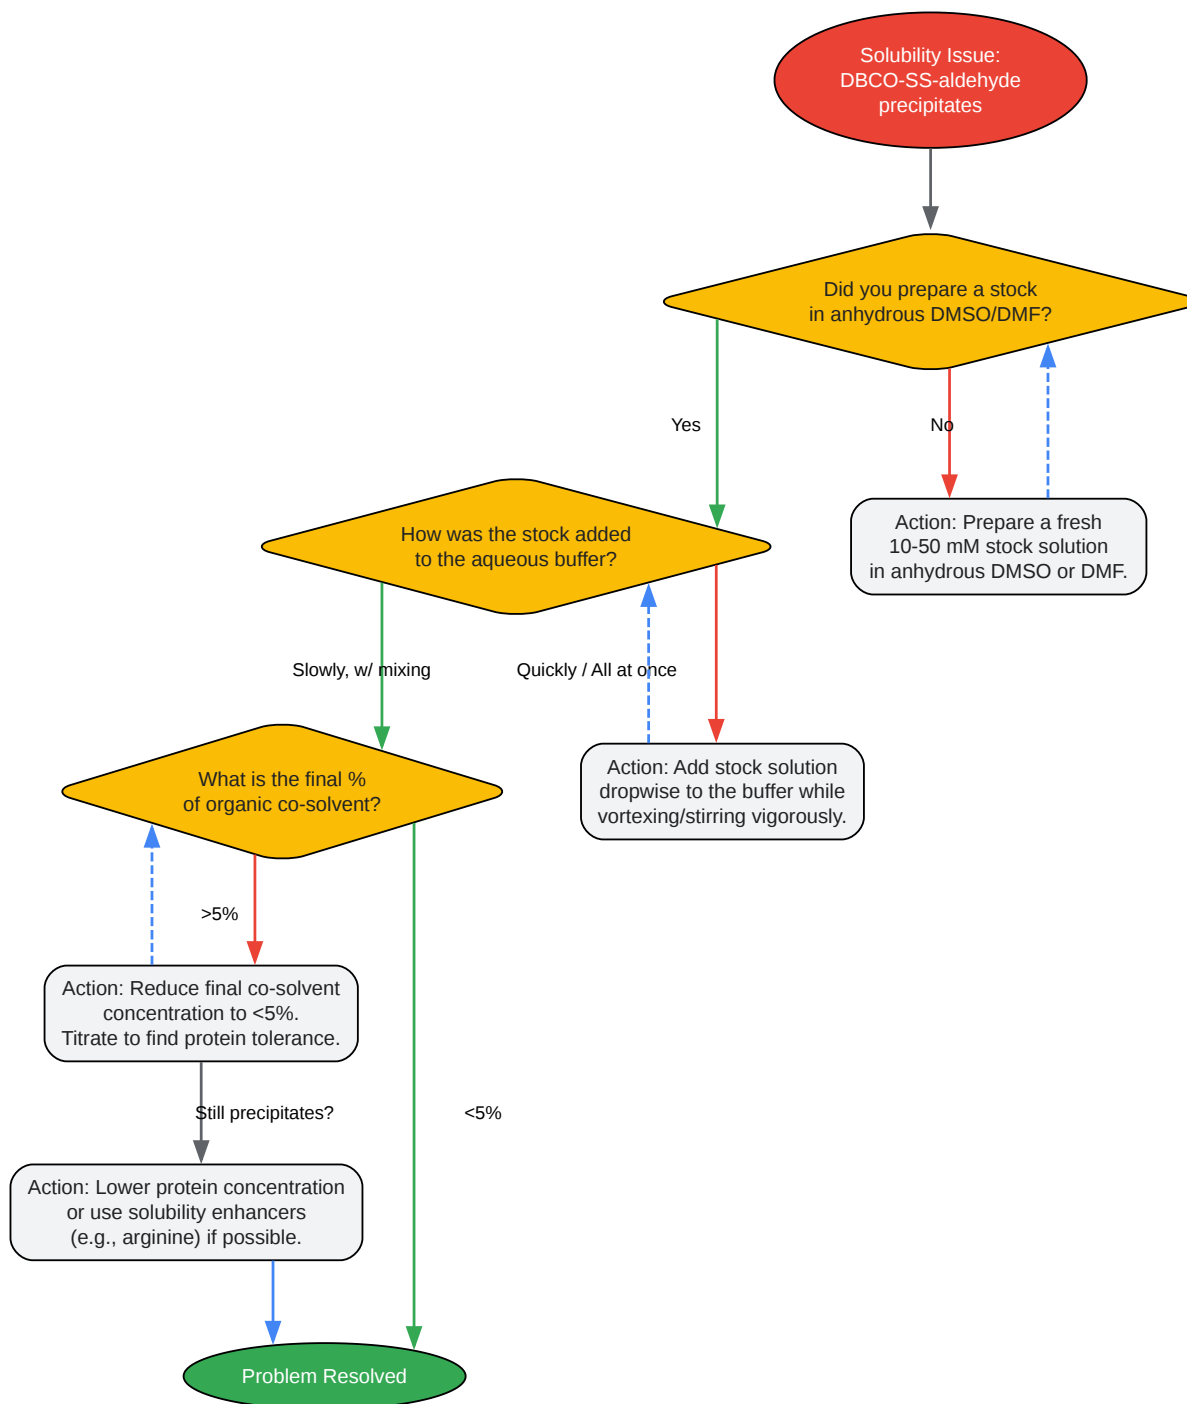 Solubility Issue:
DBCO-SS-aldehyde
precipitates
Did you prepare a stock
in anhydrous DMSO/DMF?
Yes
No
How was the stock added
to the aqueous buffer?
Action: Prepare a fresh
10-50 mM stock solution
in anhydrous DMSO or DMF.
Slowly, w/ mixing
Quickly / All at once
What is the final %
of organic co-solvent?
Action: Add stock solution
dropwise to the buffer while
vortexing/stirring vigorously.
>5%
Action: Reduce final co-solvent
concentration to <5%.
Titrate to find protein tolerance.
Still precipitates?
<5%
Action: Lower protein concentration
or use solubility enhancers
(e.g., arginine) if possible.
Problem Resolved